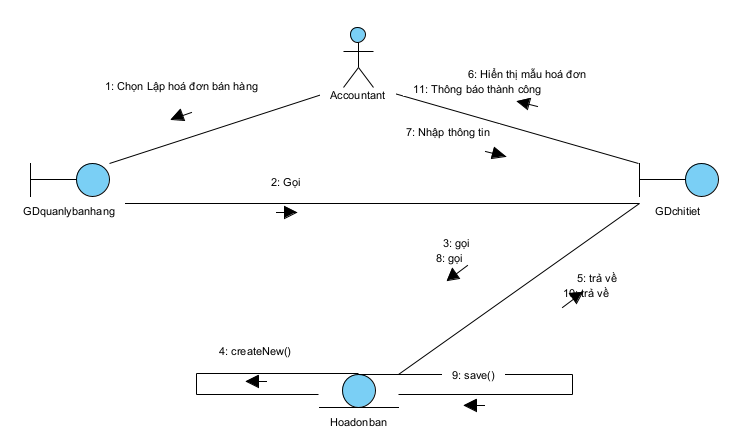 6: Hiển thị mẫu hoá đơn
1: Chọn Lập hoá đơn bán hàng
11: Thông báo thành công
Accountant
7: Nhập thông tin
2: Gọi
GDquanlybanhang
GDchitiet
3: gọi
8: gọi
5: trả về
10: trả về
4: createNew()
9: save()
Hoadonban